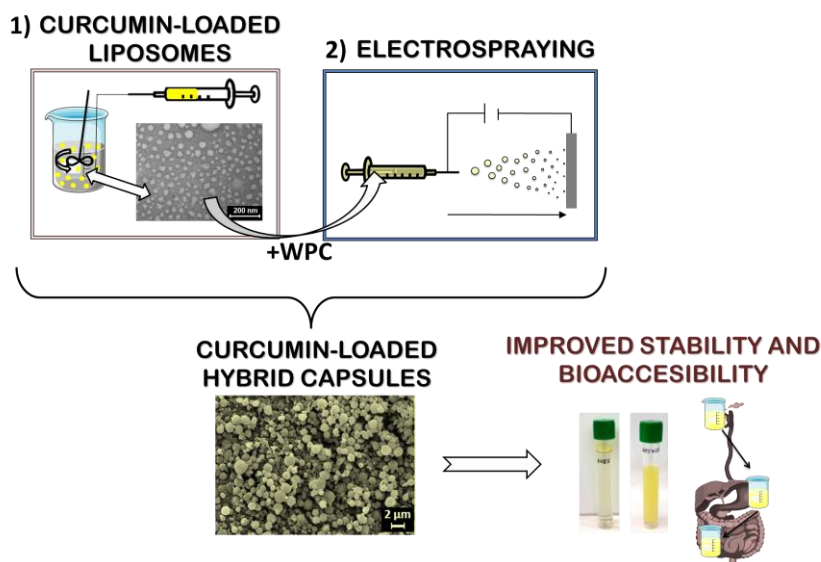 1) CURCUMIN-LOADED
LIPOSOMES
2) ELECTROSPRAYING
200 nm
+WPC
CURCUMIN-LOADED
HYBRID CAPSULES
2 µm
IMPROVED STABILITY AND
BIOACCESIBILITY